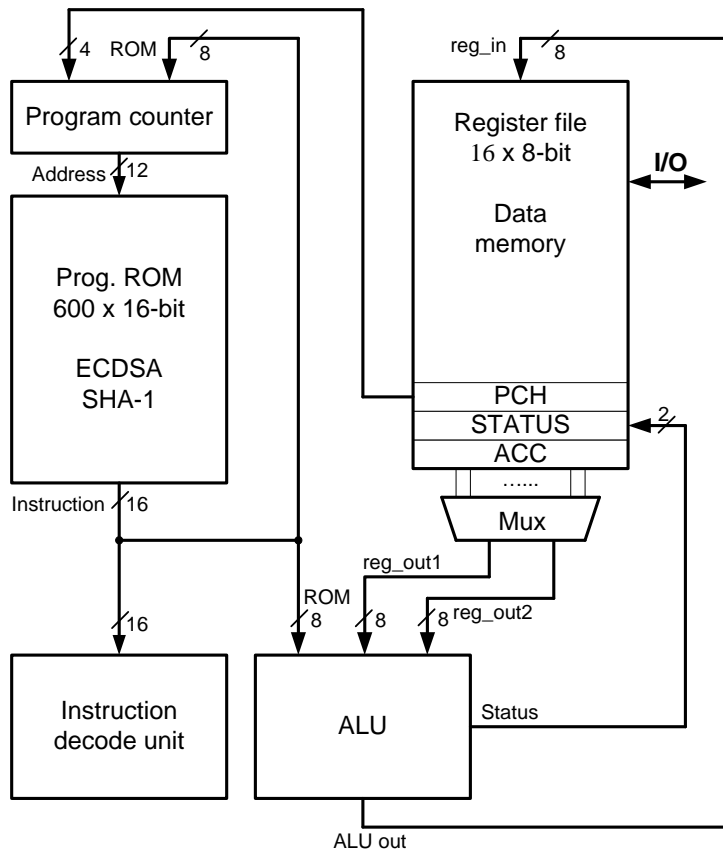 4
ROM
8
reg_in
8
Program counter
Register file
16 x 8-bit
Data
memory
I/O
Address
12
Prog. ROM
600 x 16-bit
ECDSA
SHA-1
PCH
STATUS
ACC
2
Instruction
16
…...
Mux
reg_out1
ROM
16
8
8
8
reg_out2
Instruction
decode unit
ALU
Status
ALU out